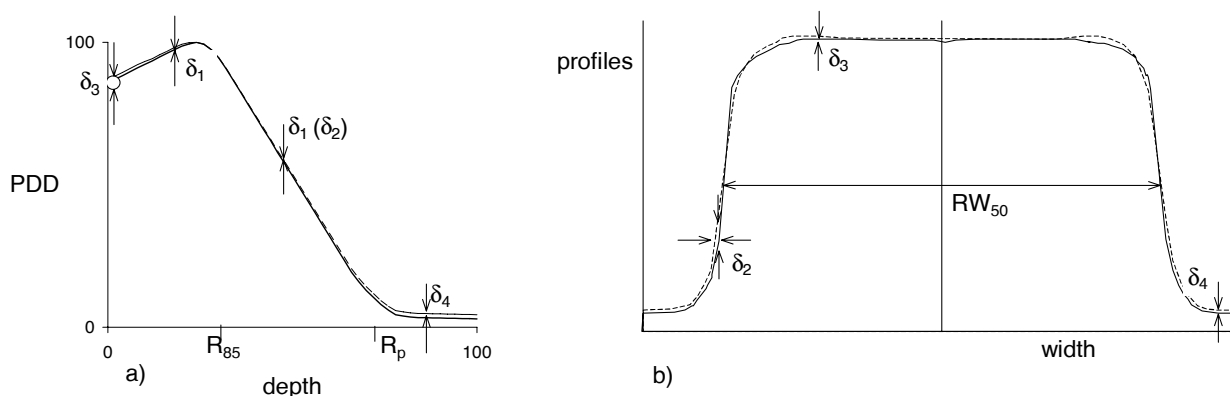 100
δ₃
δ₁
δ₁ (δ₂)
PDD
δ₄
0
0
R₈₅
Rₚ
100
a)
depth
profiles
δ₃
RW₅₀
δ₂
δ₄
b)
width